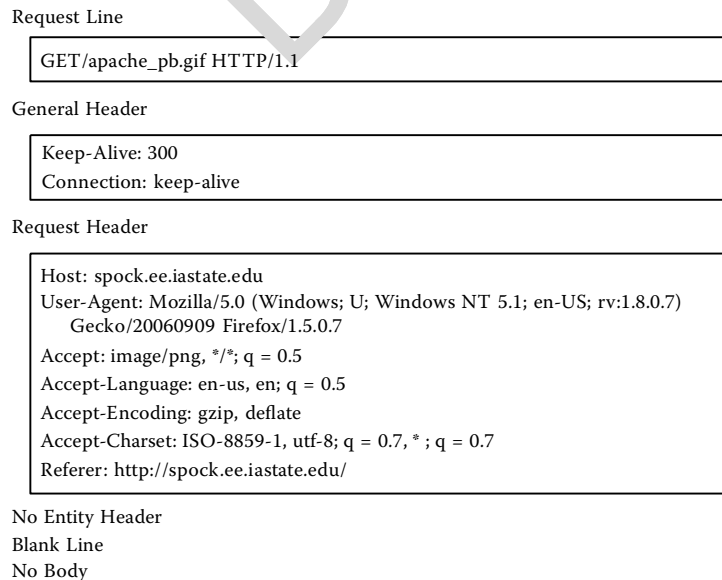 Request Line
GET/apache_pb.gif HTTP/1.1
General Header
Keep-Alive: 300
Connection: keep-alive
Request Header
Host: spock.ee.iastate.edu
User-Agent: Mozilla/5.0 (Windows; U; Windows NT 5.1; en-US; rv:1.8.0.7)
Gecko/20060909 Firefox/1.5.0.7
Accept: image/png, */*; q = 0.5
Accept-Language: en-us, en; q = 0.5
Accept-Encoding: gzip, deflate
Accept-Charset: ISO-8859-1, utf-8; q = 0.7, * ; q = 0.7
Referer: http://spock.ee.iastate.edu/
No Entity Header
Blank Line
No Body